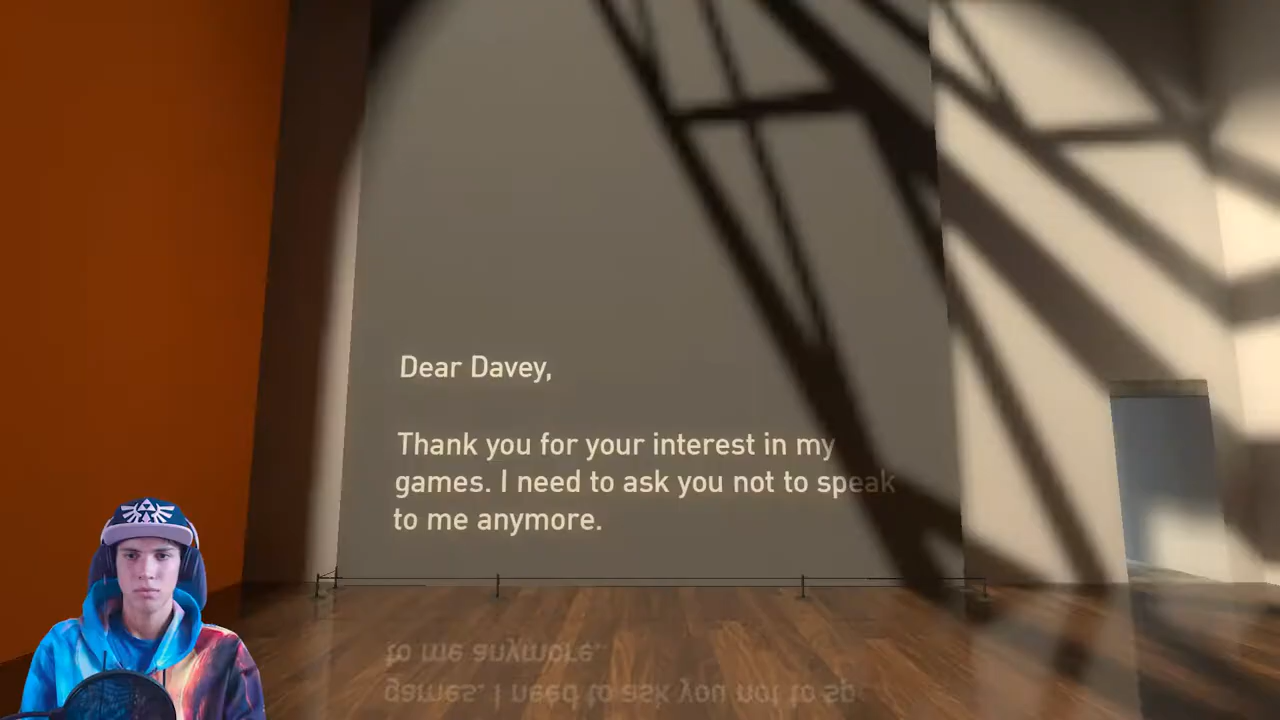 Dear Davey,
Thank you for your interest in my
games. I need to ask you not to speak
to me anymore.